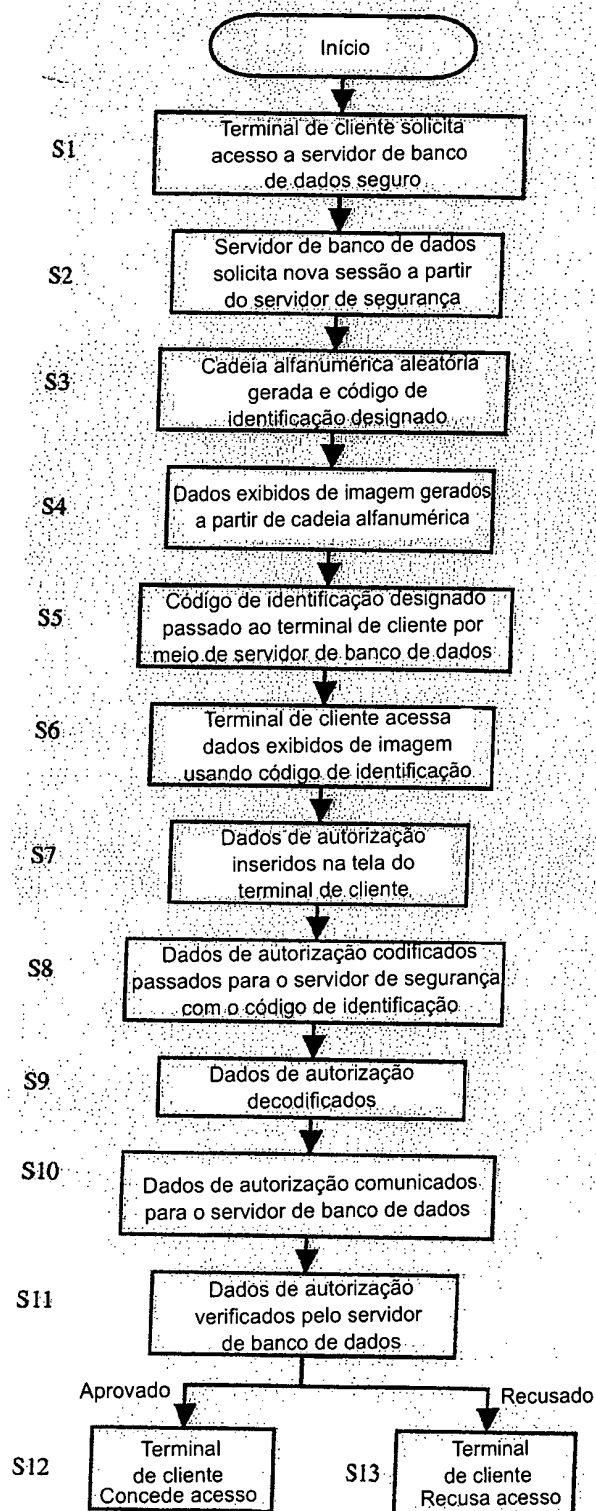 Início
S1
Terminal de cliente solicita
acesso a servidor de banco
de dados seguro
S2
Servidor de banco de dados
solicita nova sessão a partir
do servidor de segurança
S3
Cadeia alfanumérica aleatória
gerada e código de
identificação designado
S4
Dados exibidos de imagem gerados
a partir de cadeia alfanumérica
S5
Código de identificação designado
passado ao terminal de cliente por
meio de servidor de banco de dados
S6
Terminal de cliente acessa
dados exibidos de imagem
usando código de identificação
S7
Dados de autorização
inseridos na tela do
terminal de cliente
S8
Dados de autorização codificados
passados para o servidor de segurança
com o código de identificação
S9
Dados de autorização
decodificados
S10
Dados de autorização comunicados
para o servidor de banco de dados
S11
Dados de autorização
verificados pelo servidor
de banco de dados
Aprovado
Recusado
S12
Terminal
de cliente
Concede acesso
S13
Terminal
de cliente
Recusa acesso